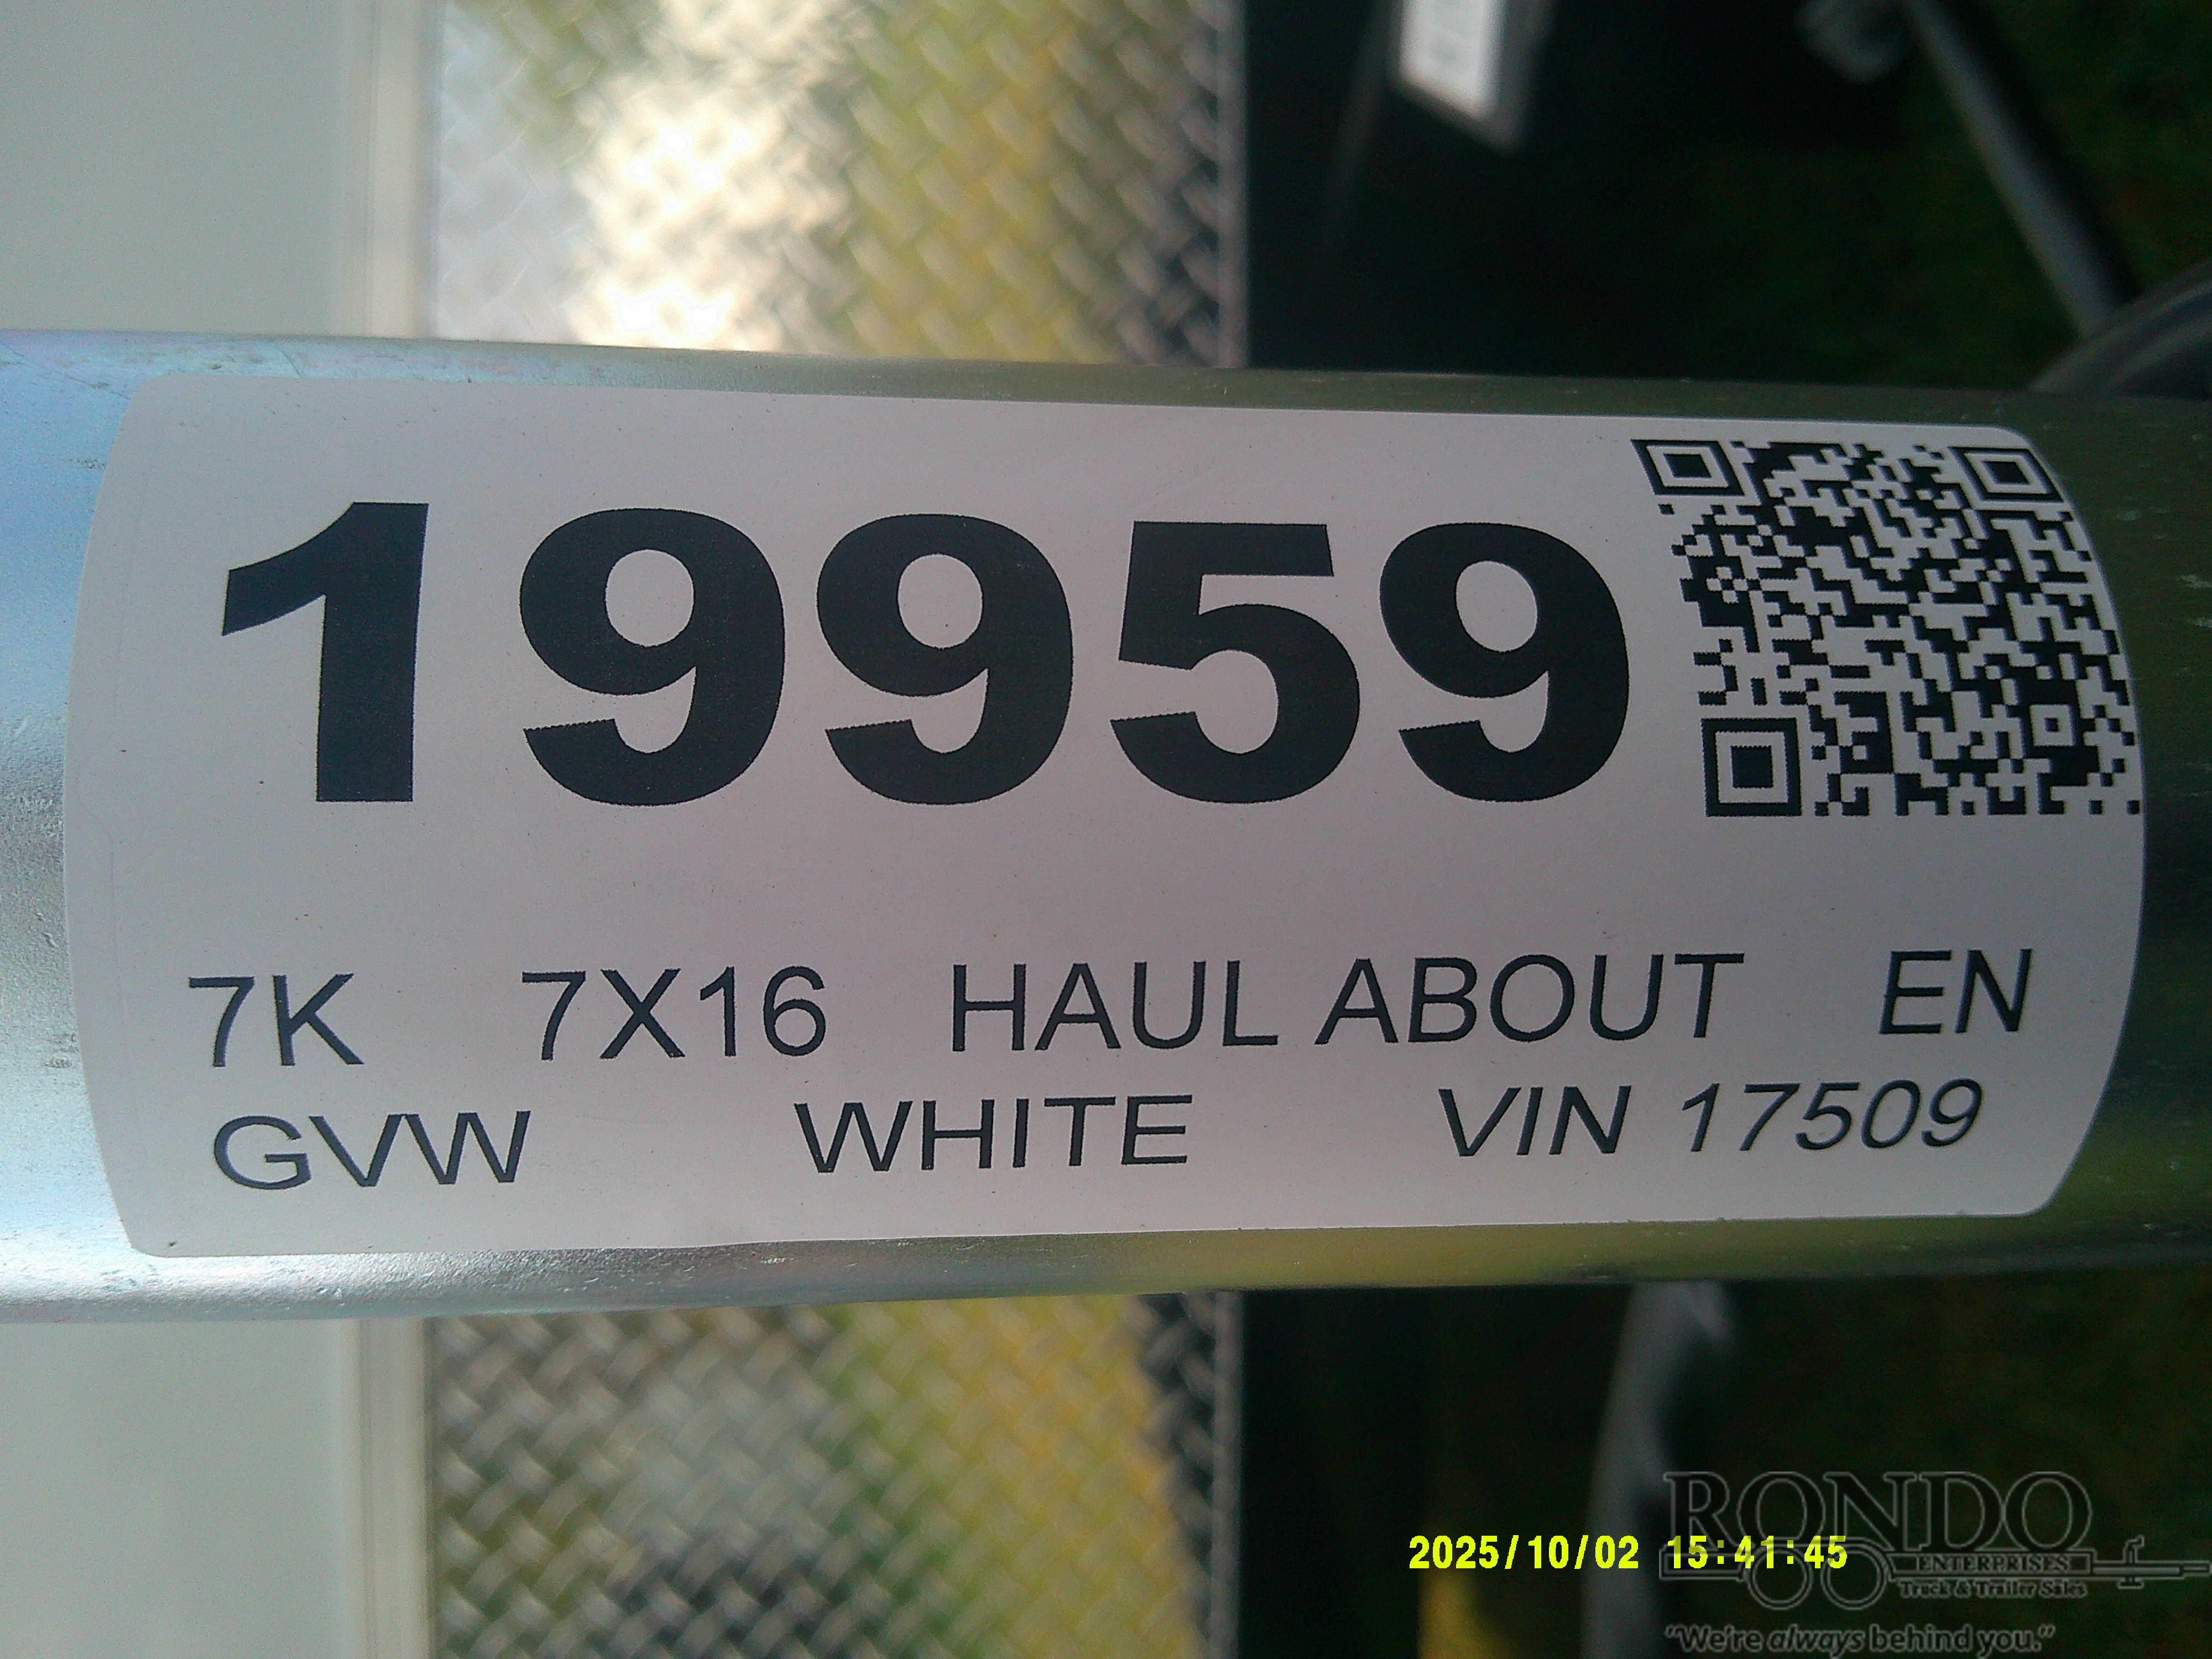 19959
7K 7X16 HAUL ABOUT EN
GVW WHITE VIN 17509
2025/10/02 15:41:45
RONDO
ENTERPRISES
Truck & Trailer Sales
"We're always behind you."